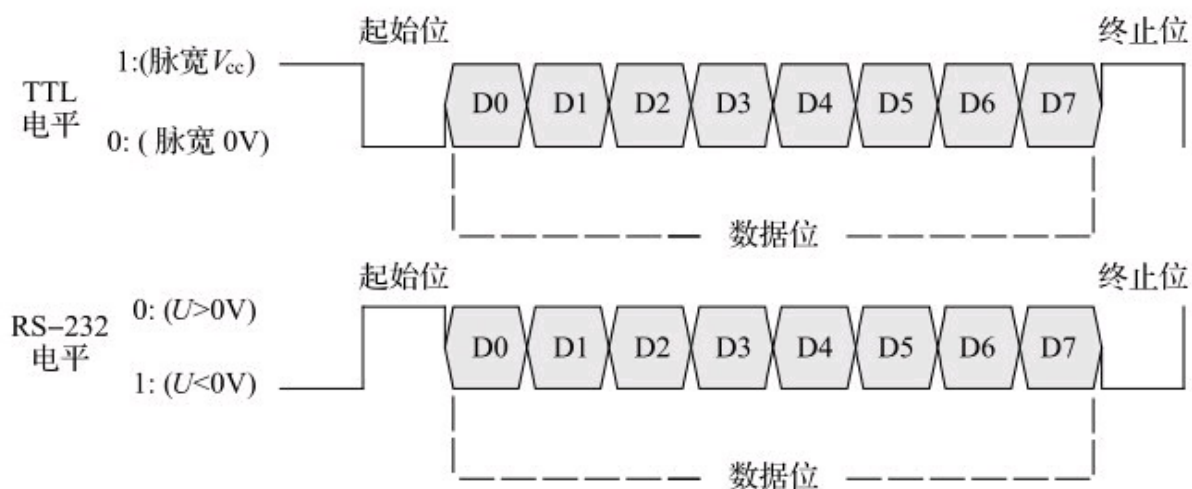 起始位
终止位
1:(脉宽Vcc)
TTL
电平
0: ( 脉宽 0V)
D0 D1 D2 D3 D4 D5 D6 D7
数据位
起始位
终止位
0: (U>0V)
RS-232
电平
1: (U<0V)
D0 D1 D2 D3 D4 D5 D6 D7
数据位